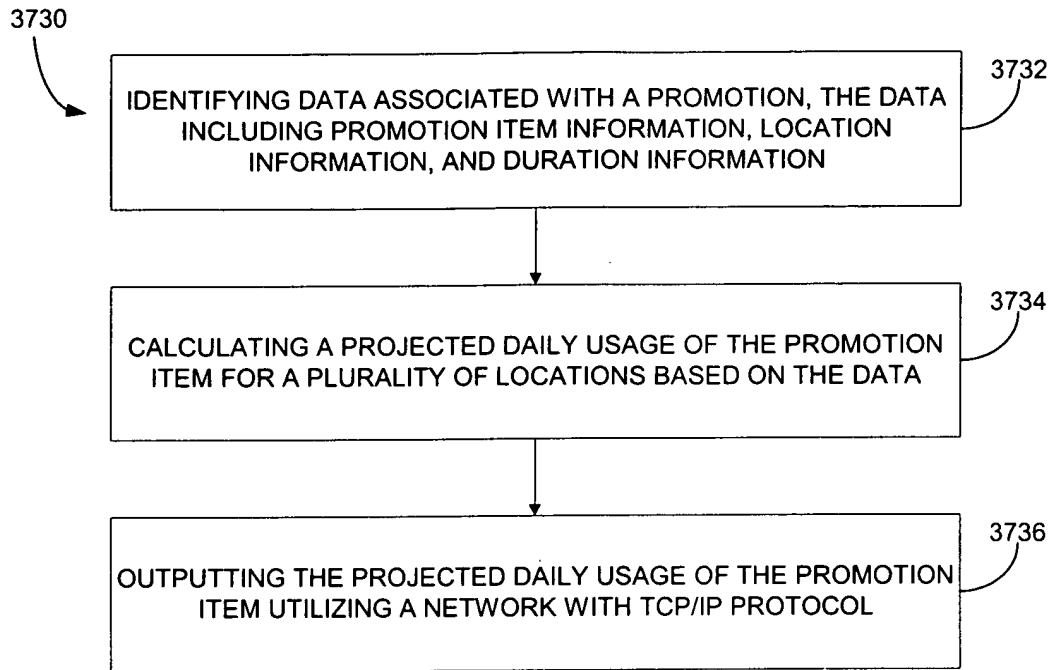 3730
3732
IDENTIFYING DATA ASSOCIATED WITH A PROMOTION, THE DATA
INCLUDING PROMOTION ITEM INFORMATION, LOCATION
INFORMATION, AND DURATION INFORMATION
3734
CALCULATING A PROJECTED DAILY USAGE OF THE PROMOTION
ITEM FOR A PLURALITY OF LOCATIONS BASED ON THE DATA
3736
OUTPUTTING THE PROJECTED DAILY USAGE OF THE PROMOTION
ITEM UTILIZING A NETWORK WITH TCP/IP PROTOCOL